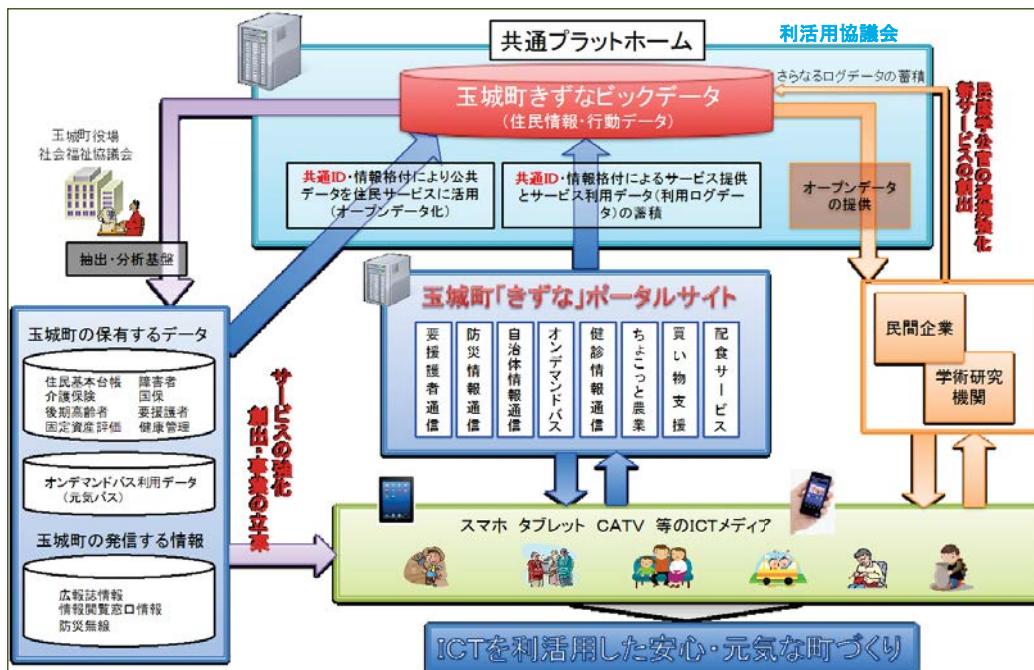 共通プラットホーム
利活用協議会
さらなるログデータの蓄積
玉城町きずなビックデータ
(住民情報・行動データ)
民産学公官の連携強化
新サービスの創出
玉城町役場
社会福祉協議会
共通ID・情報格付により公共
データを住民サービスに活用
(オープンデータ化)
共通ID・情報格付によるサービス提供
とサービス利用データ(利用ログデー
タ)の蓄積
オープンデータ
の提供
抽出・分析基盤
玉城町「きずな」ポータルサイト
要援護者通信
防災情報通信
自治体情報通信
オンデマンドバス
健診情報通信
ちょこっと農業
買い物支援
配食サービス
民間企業
学術研究
機関
玉城町の保有するデータ
住民基本台帳 障害者
介護保険 国保
後期高齢者 要援護者
固定資産評価 健康管理
オンデマンドバス利用データ
(元気バス)
玉城町の発信する情報
広報誌情報
情報閲覧窓口情報
防災無線
サービスの強化
創出・事業の立案
スマホ タブレット CATV 等のICTメディア
ICTを利活用した安心・元気な町づくり